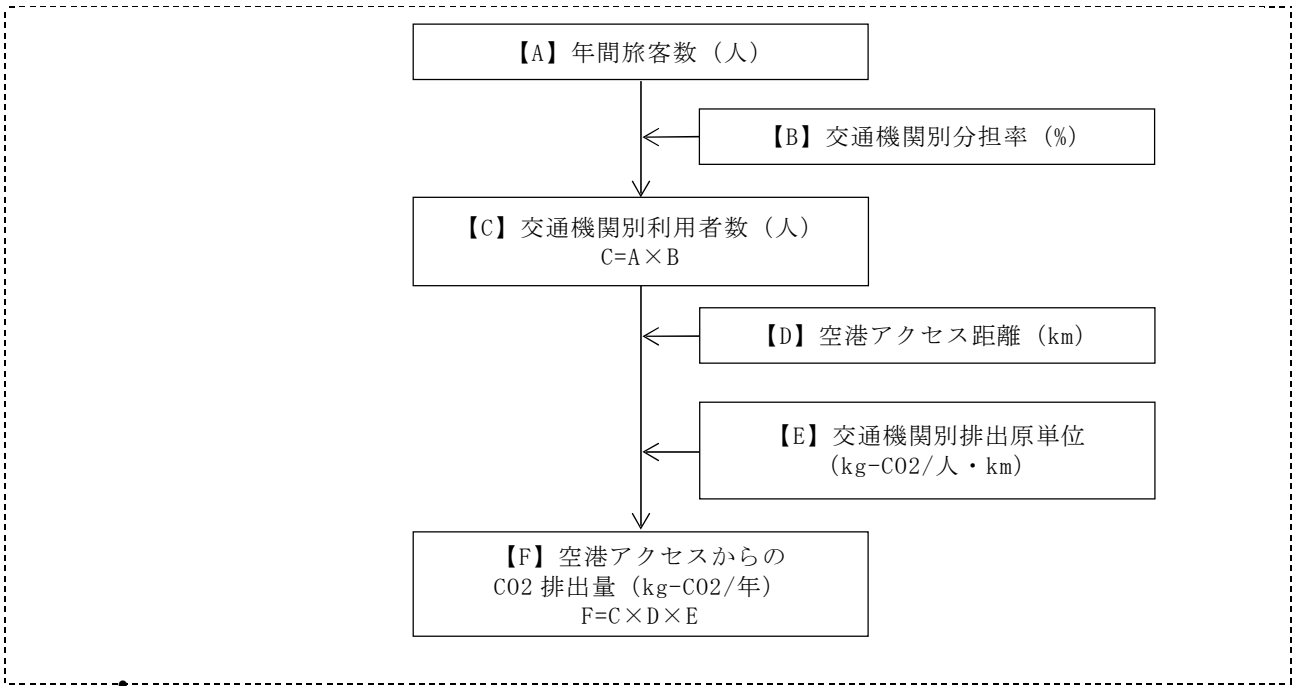 【A】年間旅客数（人）
【B】交通機関別分担率（%）
【C】交通機関別利用者数（人）
C=A×B
【D】空港アクセス距離（km）
【E】交通機関別排出原単位
（kg-CO2/人・km）
【F】空港アクセスからの
CO2 排出量（kg-CO2/年）
F=C×D×E